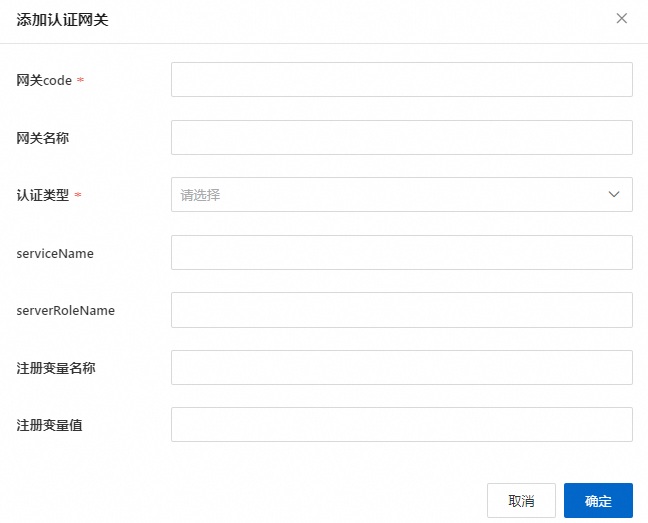 添加认证网关
网关code *
网关名称
认证类型 *
请选择
serviceName
serverRoleName
注册变量名称
注册变量值
取消
确定